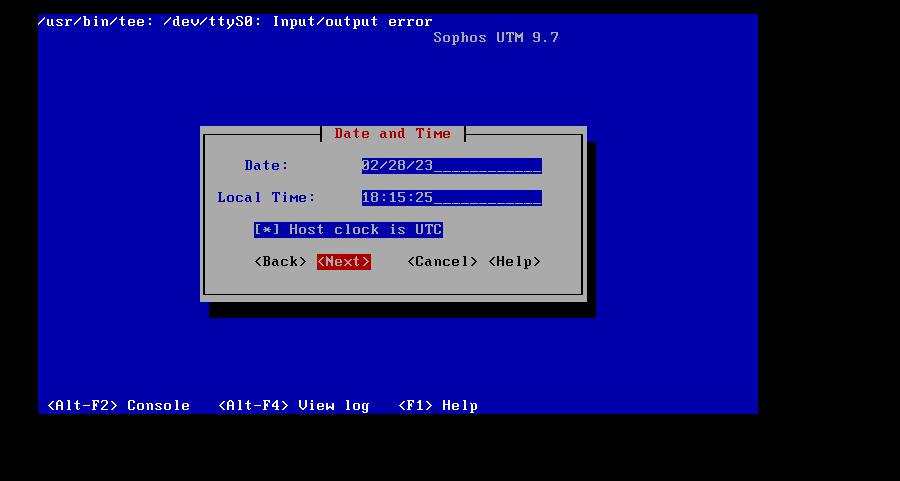 /usr/bin/tee: /dev/ttyS0: Input/output error
Sophos UTM 9.7
Date and Time
Date: 02/28/23_____________
Local Time: 18:15:25_____________
[*] Host clock is UTC
<Back> <Next> <Cancel> <Help>
<Alt-F2> Console <Alt-F4> View log <F1> Help